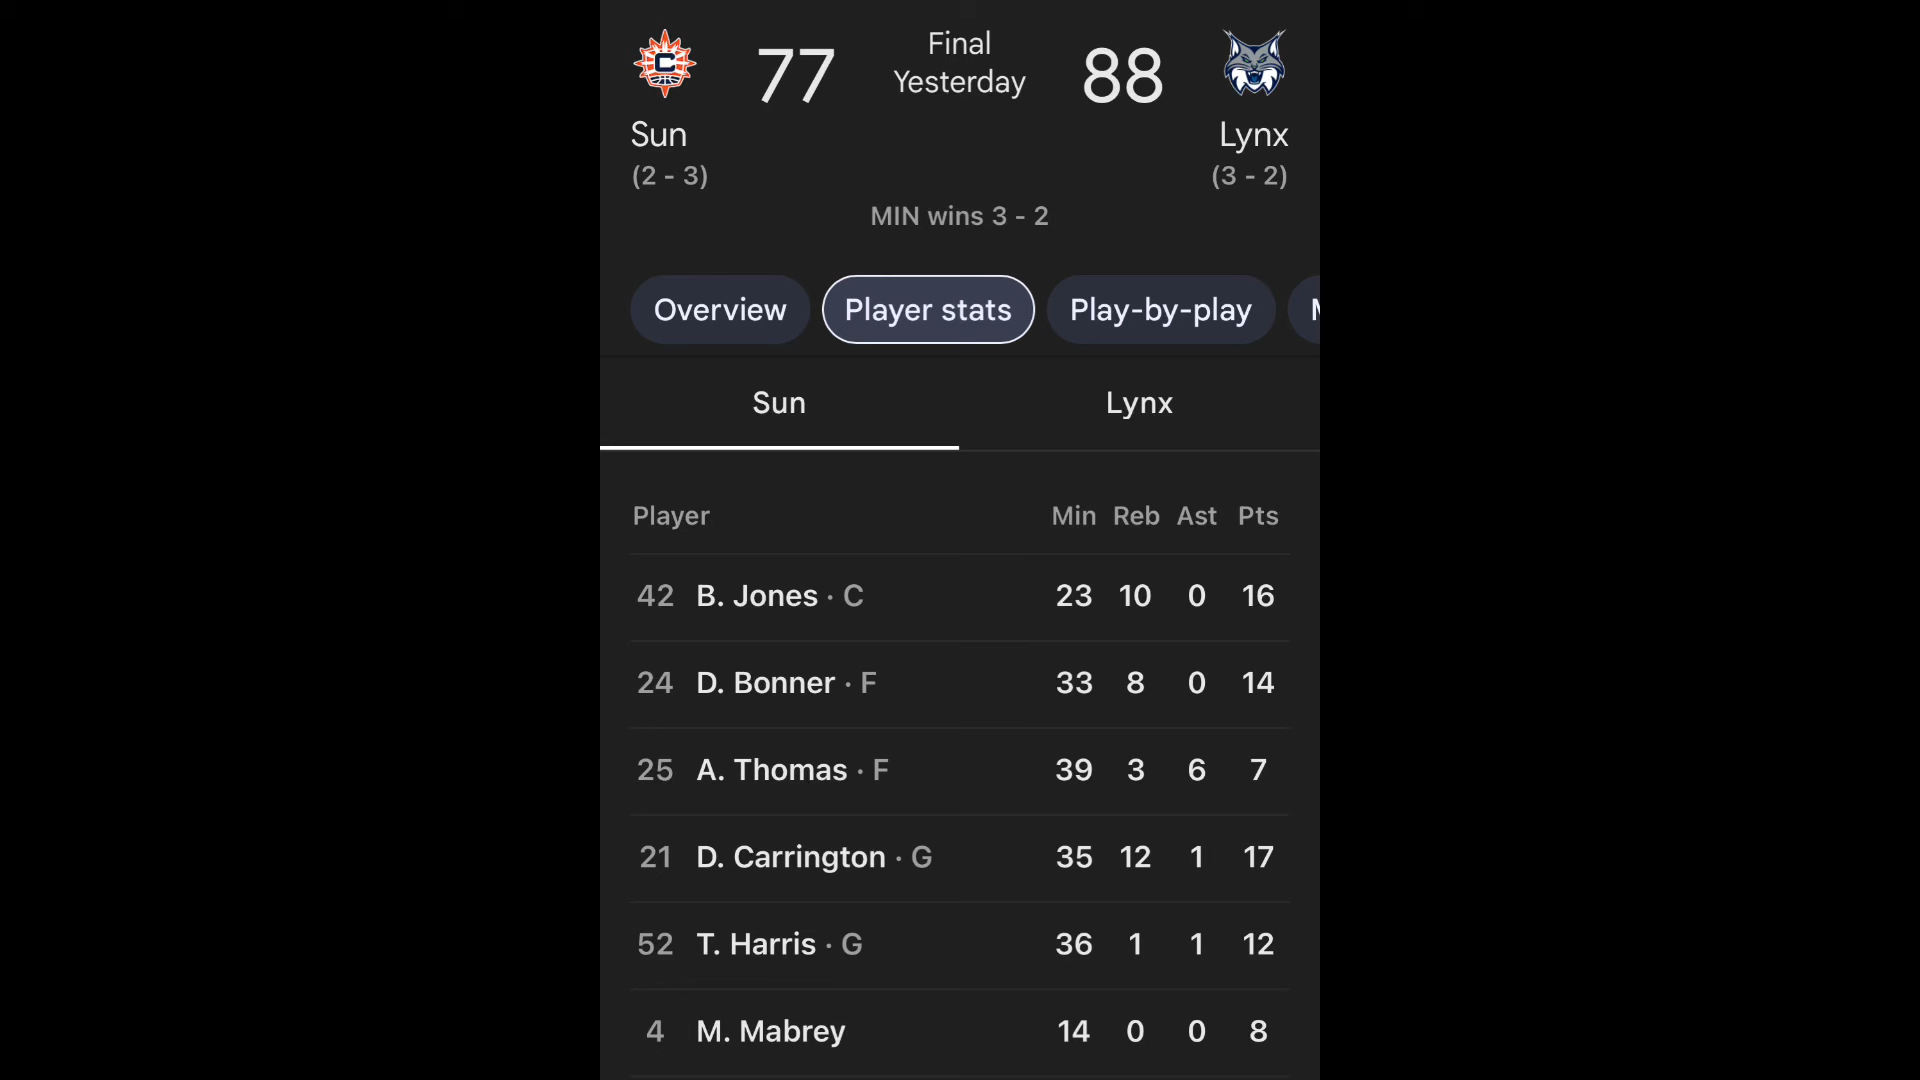 77 Final 88
Yesterday
Sun Lynx
(2 - 3) (3 - 2)
MIN wins 3 - 2
Overview Player stats Play-by-play
Sun Lynx
Player Min Reb Ast Pts
42 B. Jones · C 23 10 0 16
24 D. Bonner · F 33 8 0 14
25 A. Thomas · F 39 3 6 7
21 D. Carrington · G 35 12 1 17
52 T. Harris · G 36 1 1 12
4 M. Mabrey 14 0 0 8